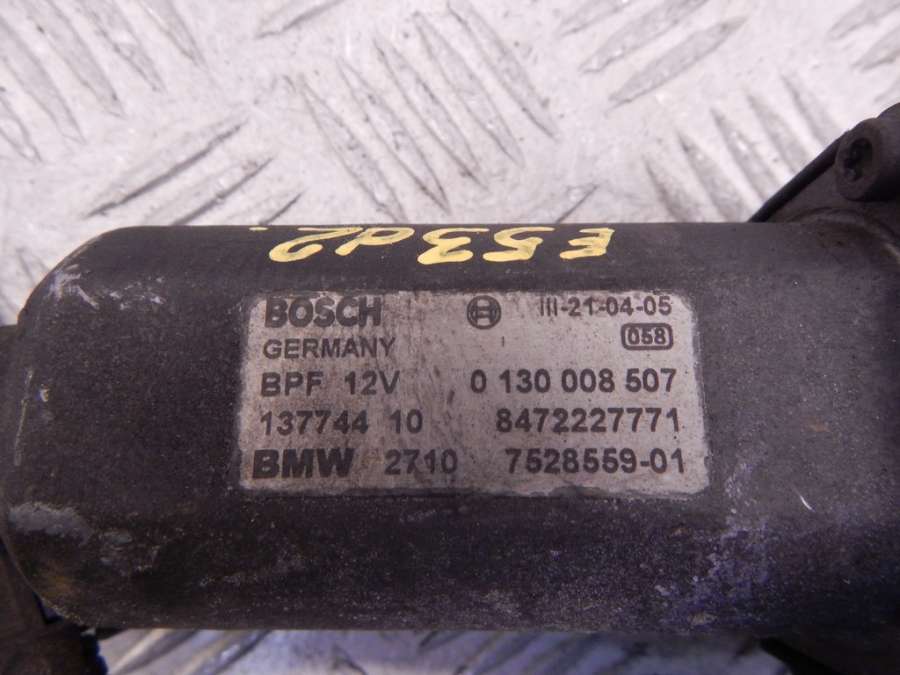 E53d2.
BOSCH III-21-04-05
GERMANY 058
BPF 12V 0 130 008 507
137744 10 8472227771
BMW 2710 7528559-01